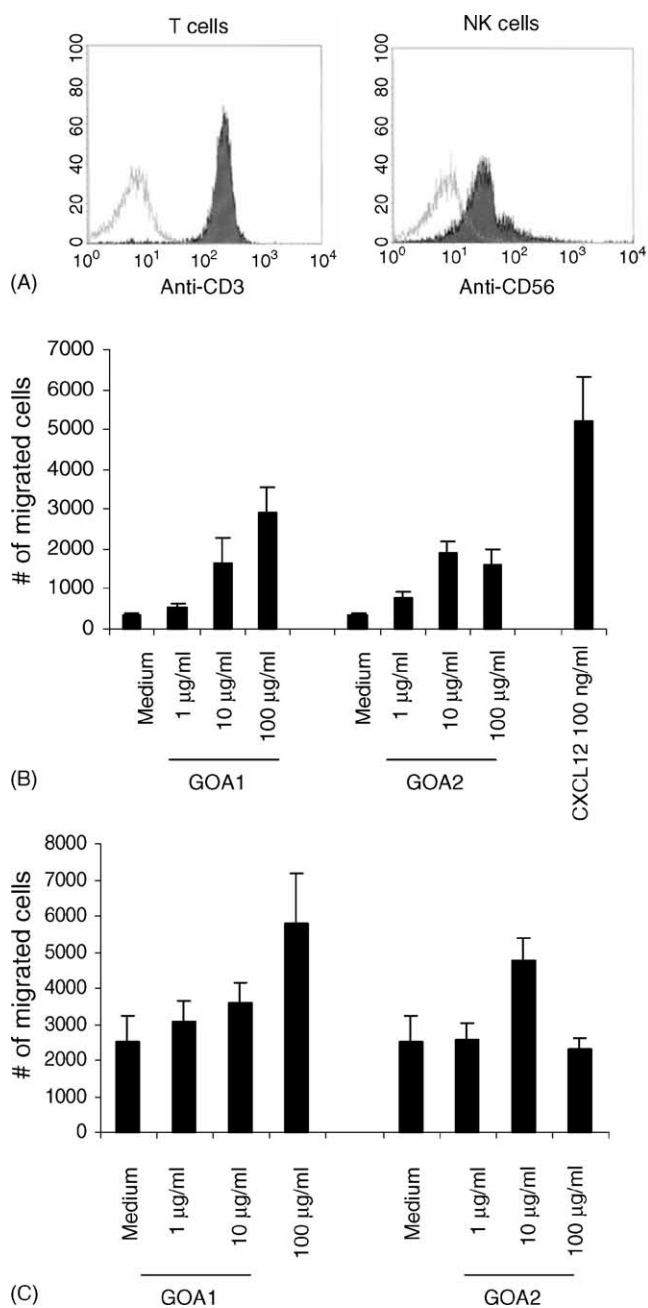 T cells
NK cells
100
80
60
40
20
0
10⁰ 10¹ 10² 10³ 10⁴
100
80
60
40
20
0
10⁰ 10¹ 10² 10³ 10⁴
(A)
Anti-CD3
Anti-CD56
7000
6000
5000
4000
3000
2000
1000
0
# of migrated cells
Medium
1 µg/ml
10 µg/ml
100 µg/ml
Medium
1 µg/ml
10 µg/ml
100 µg/ml
CXCL12 100 ng/ml
(B)
GOA1
GOA2
8000
7000
6000
5000
4000
3000
2000
1000
0
# of migrated cells
Medium
1 µg/ml
10 µg/ml
100 µg/ml
Medium
1 µg/ml
10 µg/ml
100 µg/ml
(C)
GOA1
GOA2